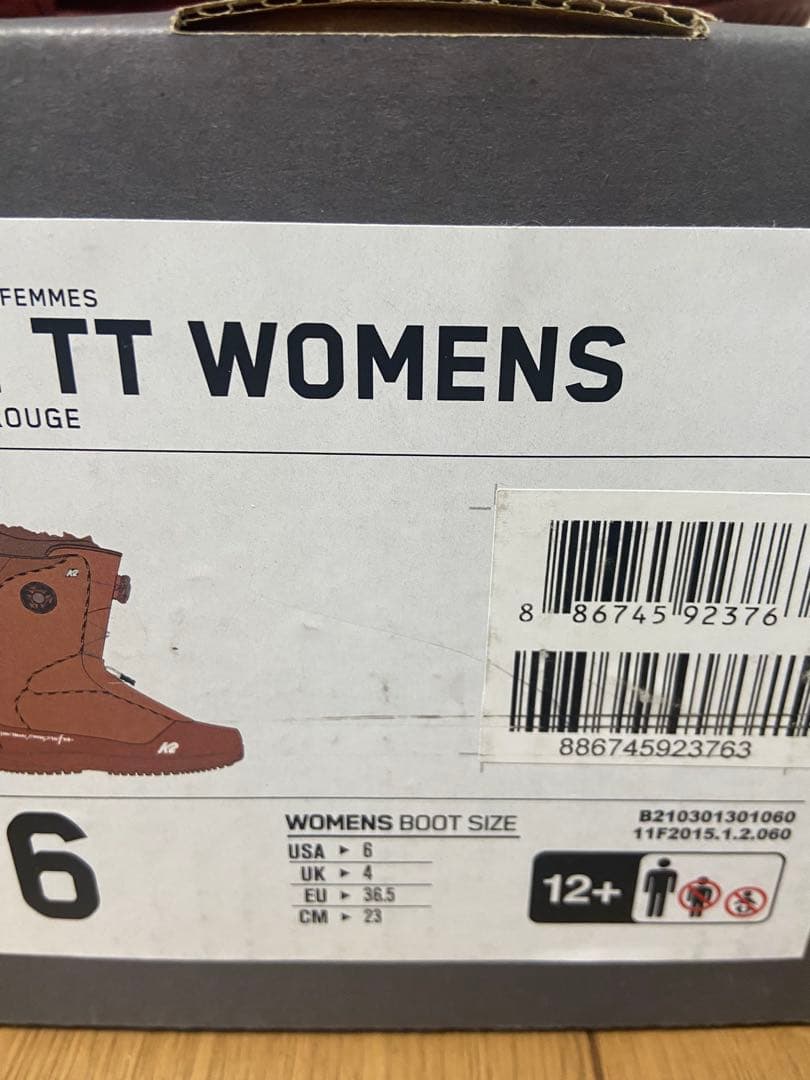 FEMMES
TT WOMENS
ROUGE
K2
K2
8 86745 92376
886745923763
6
WOMENS BOOT SIZE
USA ▸ 6
UK ▸ 4
EU ▸ 36.5
CM ▸ 23
B210301301060
11F2015.1.2.060
12+